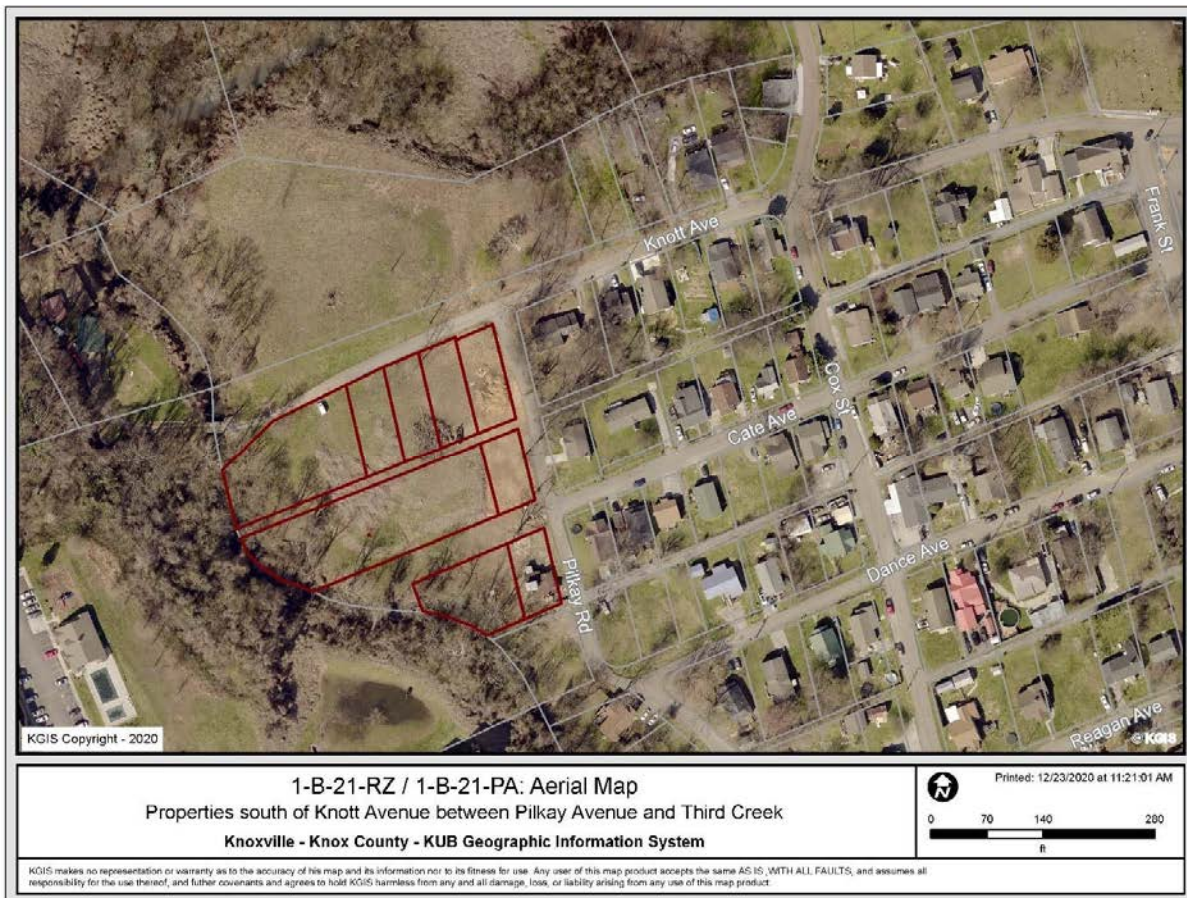 Knott Ave
Frank St
Cox St
Cate Ave
Dance Ave
Pilkay Rd
Reagan Ave
KGIS Copyright - 2020
© KGIS
1-B-21-RZ / 1-B-21-PA: Aerial Map
Properties south of Knott Avenue between Pilkay Avenue and Third Creek
Knoxville - Knox County - KUB Geographic Information System
N
Printed: 12/23/2020 at 11:21:01 AM
0 70 140 280
ft
KGIS makes no representation or warranty as to the accuracy of his map and its information nor to its fitness for use. Any user of this map product accepts the same AS IS ,WITH ALL FAULTS, and assumes all
responsibility for the use thereof, and futher covenants and agrees to hold KGIS harmless from any and all damage, loss, or liability arising from any use of this map product.